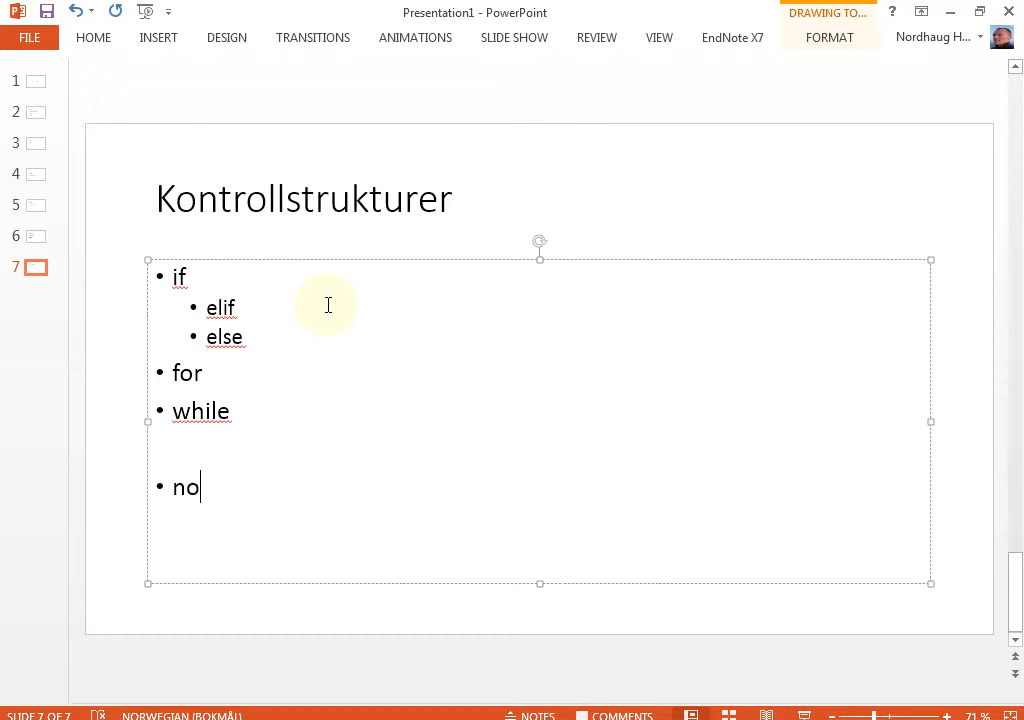 Presentation1 - PowerPoint
DRAWING TO...
?
FILE
HOME
INSERT
DESIGN
TRANSITIONS
ANIMATIONS
SLIDE SHOW
REVIEW
VIEW
EndNote X7
FORMAT
Nordhaug H...
1
2
3
4
5
6
7
Kontrollstrukturer
• if
• elif
• else
• for
• while
• no
SLIDE 7 OF 7
NORWEGIAN (BOKMÅL)
NOTES
COMMENTS
71 %